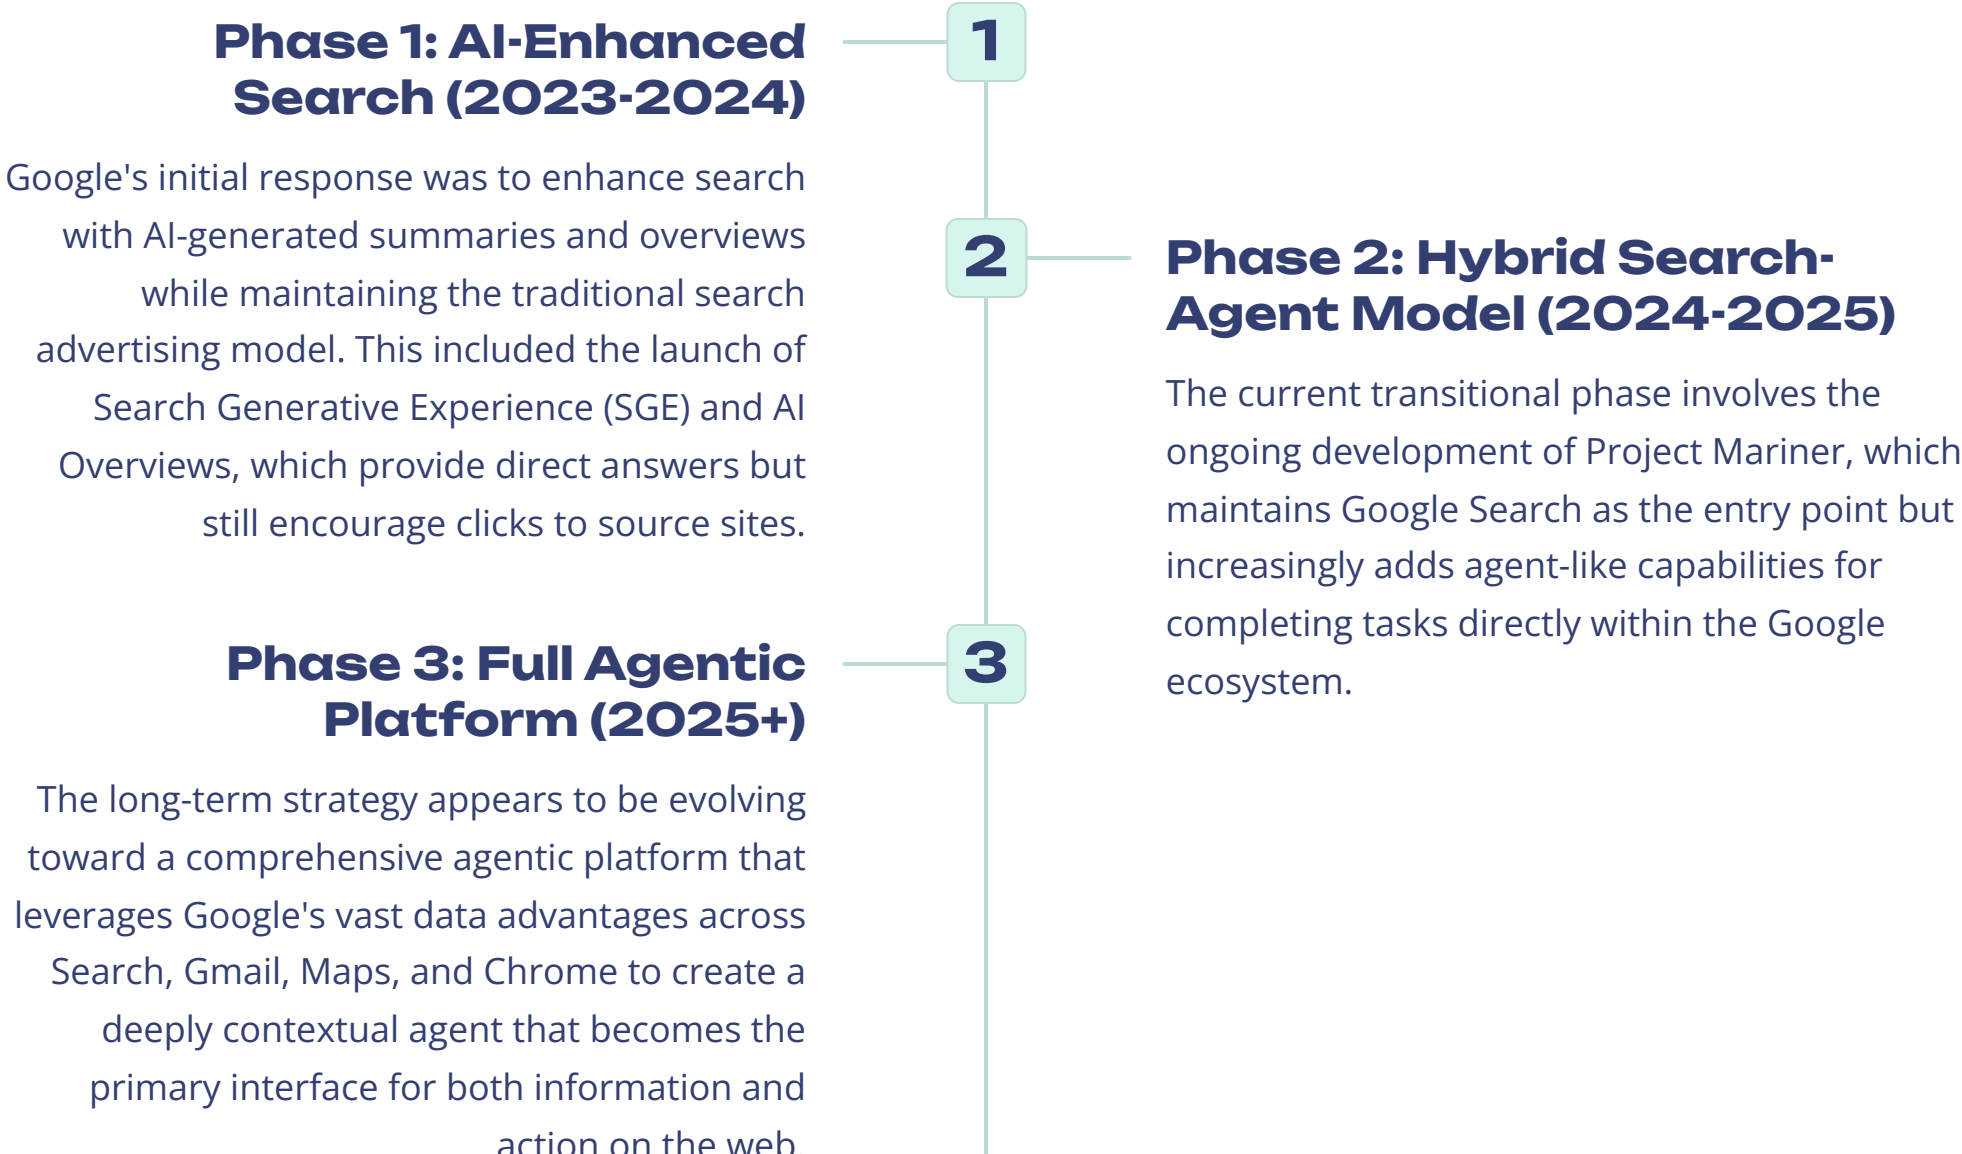 Phase 1: AI-Enhanced
Search (2023-2024)
1
Google's initial response was to enhance search
with AI-generated summaries and overviews
while maintaining the traditional search
advertising model. This included the launch of
Search Generative Experience (SGE) and AI
Overviews, which provide direct answers but
still encourage clicks to source sites.
2
Phase 2: Hybrid Search-
Agent Model (2024-2025)
The current transitional phase involves the
ongoing development of Project Mariner, which
maintains Google Search as the entry point but
increasingly adds agent-like capabilities for
completing tasks directly within the Google
ecosystem.
Phase 3: Full Agentic
Platform (2025+)
3
The long-term strategy appears to be evolving
toward a comprehensive agentic platform that
leverages Google's vast data advantages across
Search, Gmail, Maps, and Chrome to create a
deeply contextual agent that becomes the
primary interface for both information and
action on the web.